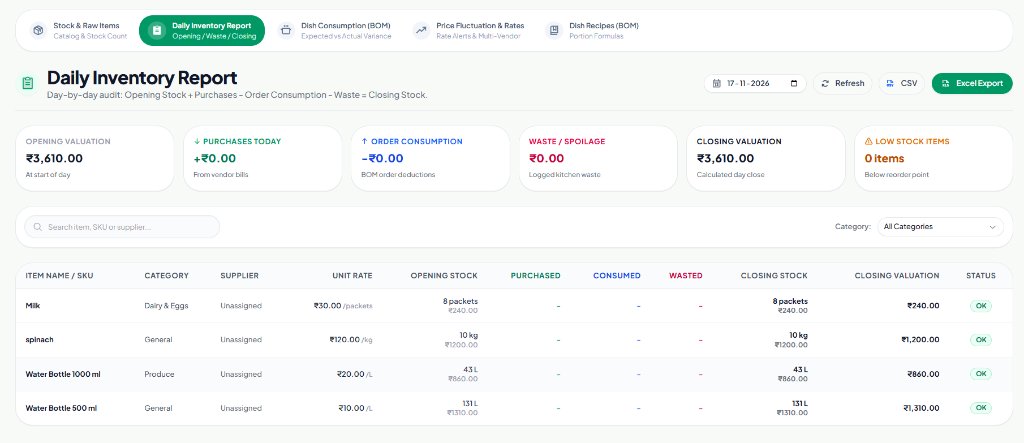 Stock & Raw Items
Catalog & Stock Count
Daily Inventory Report
Opening / Waste / Closing
Dish Consumption (BOM)
Expected vs Actual Variance
Price Fluctuation & Rates
Rate Alerts & Multi-Vendor
Dish Recipes (BOM)
Portion Formulas
Daily Inventory Report
Day-by-day audit: Opening Stock + Purchases - Order Consumption - Waste = Closing Stock.
17-11-2026
Refresh
CSV
Excel Export
OPENING VALUATION
₹3,610.00
At start of day
↓ PURCHASES TODAY
+₹0.00
From vendor bills
↑ ORDER CONSUMPTION
-₹0.00
BOM order deductions
WASTE / SPOILAGE
₹0.00
Logged kitchen waste
CLOSING VALUATION
₹3,610.00
Calculated day close
LOW STOCK ITEMS
0 items
Below reorder point
Search item, SKU or supplier...
Category: All Categories
ITEM NAME / SKU CATEGORY SUPPLIER UNIT RATE OPENING STOCK PURCHASED CONSUMED WASTED CLOSING STOCK CLOSING VALUATION STATUS
Milk Dairy & Eggs Unassigned ₹30.00 /packets 8 packets - - - 8 packets ₹240.00 OK
₹240.00 ₹240.00
spinach General Unassigned ₹120.00 /kg 10 kg - - - 10 kg ₹1,200.00 OK
₹1200.00 ₹1200.00
Water Bottle 1000 ml Produce Unassigned ₹20.00 /L 43 L - - - 43 L ₹860.00 OK
₹860.00 ₹860.00
Water Bottle 500 ml General Unassigned ₹10.00 /L 131 L - - - 131 L ₹1,310.00 OK
₹1310.00 ₹1310.00